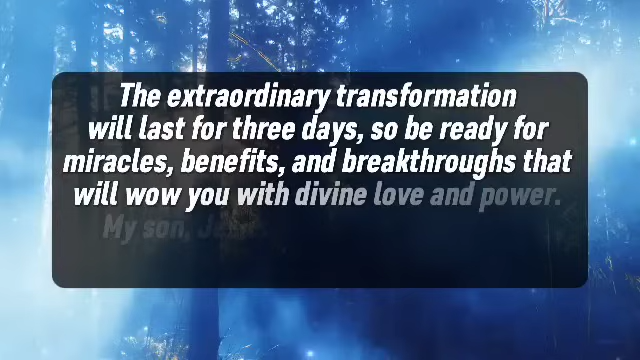 The extraordinary transformation
will last for three days, so be ready for
miracles, benefits, and breakthroughs that
will wow you with divine love and power.
My son,